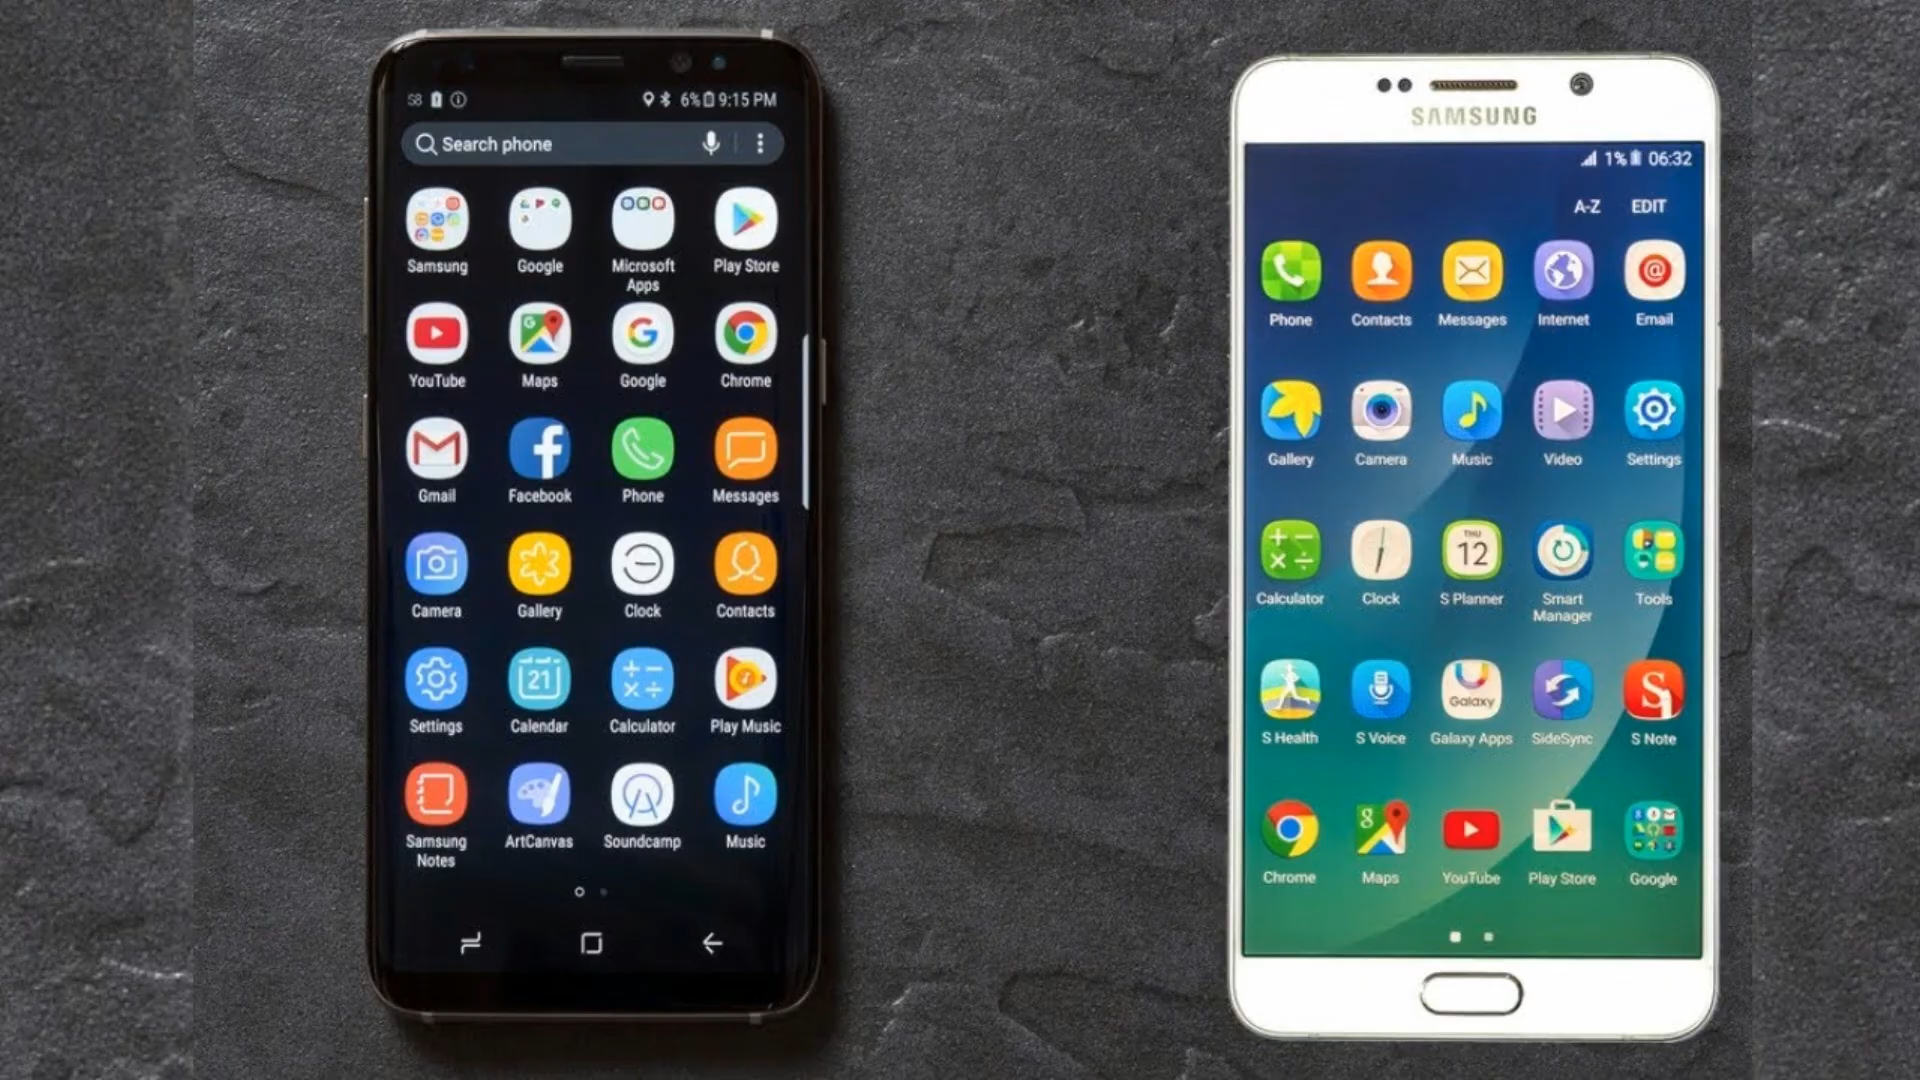 S8 6% 9:15 PM
Search phone
Samsung Google Microsoft Apps Play Store
YouTube Maps Google Chrome
Gmail Facebook Phone Messages
Camera Gallery Clock Contacts
21
Settings Calendar Calculator Play Music
Samsung Notes ArtCanvas Soundcamp Music
SAMSUNG
1% 06:32
A-Z EDIT
Phone Contacts Messages Internet Email
Gallery Camera Music Video Settings
THU
12
Calculator Clock S Planner Smart Manager Tools
Galaxy
S Health S Voice Galaxy Apps SideSync S Note
Chrome Maps YouTube Play Store Google